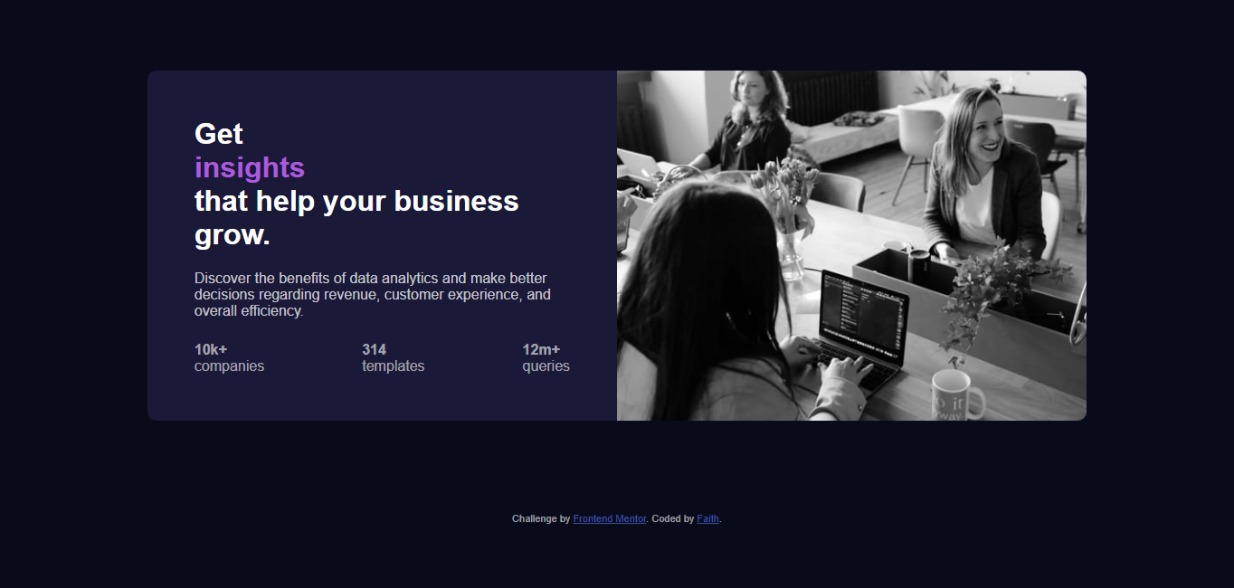 Get
insights
that help your business
grow.
Discover the benefits of data analytics and make better
decisions regarding revenue, customer experience, and
overall efficiency.
10k+ 314 12m+
companies templates queries
Challenge by Frontend Mentor. Coded by Faith.